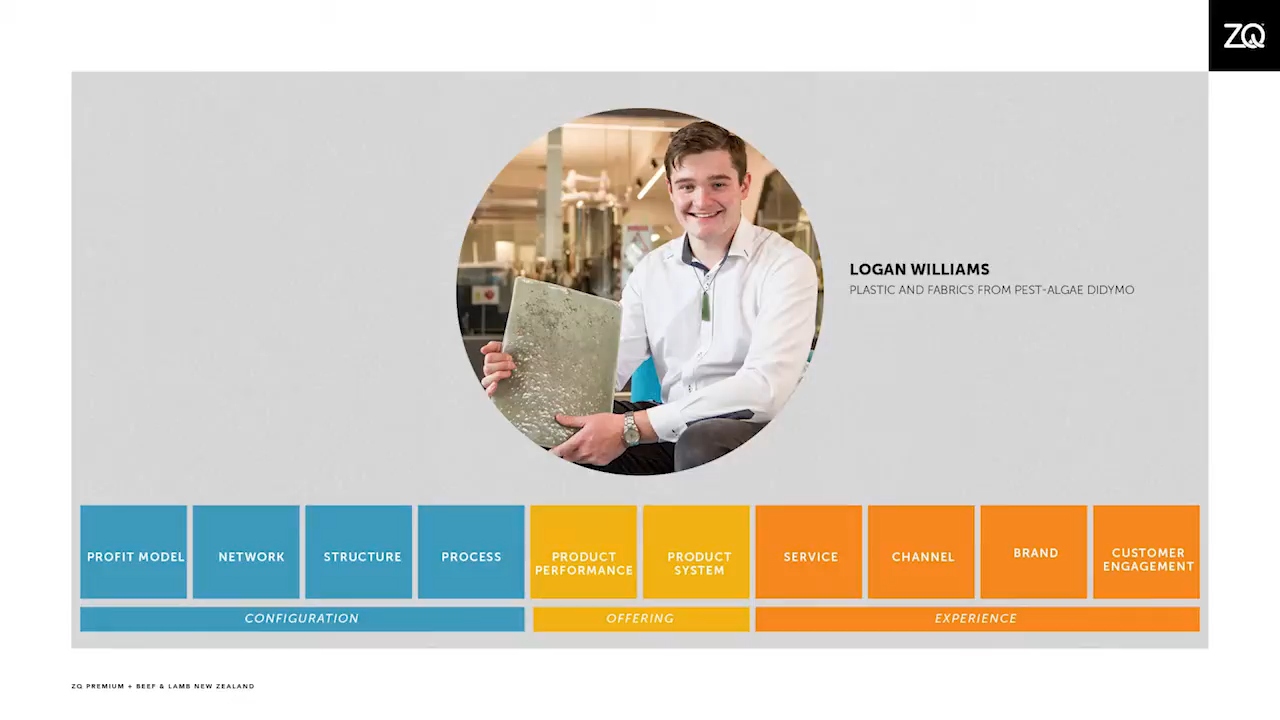 ZQ
LOGAN WILLIAMS
PLASTIC AND FABRICS FROM PEST-ALGAE DIDYMO
PROFIT MODEL
NETWORK
STRUCTURE
PROCESS
PRODUCT
PERFORMANCE
PRODUCT
SYSTEM
SERVICE
CHANNEL
BRAND
CUSTOMER
ENGAGEMENT
CONFIGURATION
OFFERING
EXPERIENCE
ZQ PREMIUM + BEEF & LAMB NEW ZEALAND